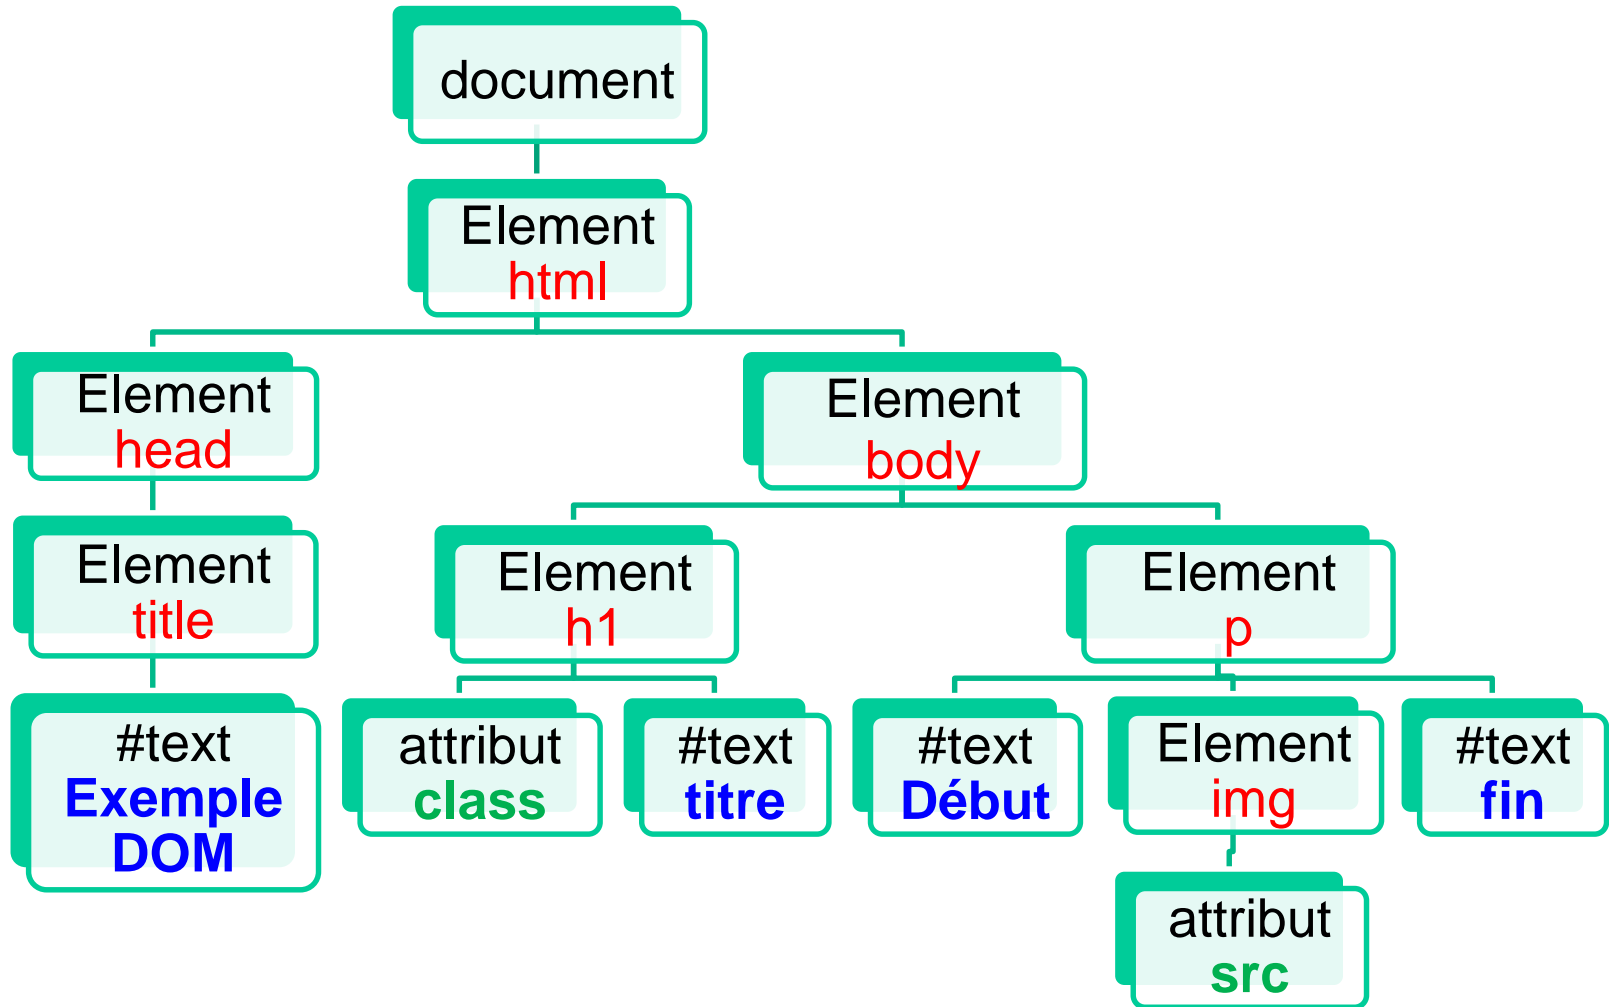 document
Element
html
Element
head
Element
body
Element
title
Element
h1
Element
p
#text
Exemple
DOM
attribut
class
#text
titre
#text
Début
Element
img
#text
fin
attribut
src